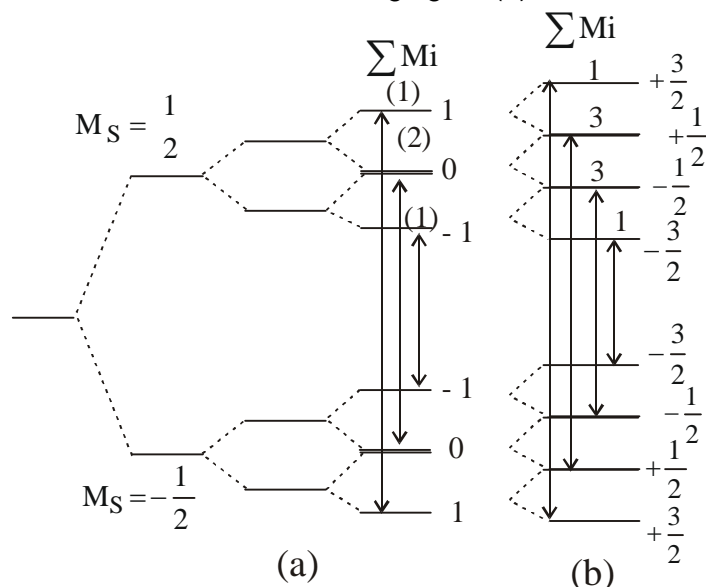 ∑Mi
(1) 1
M_S = 1/2
(2)
0
(1) - 1
- 1
0
M_S = -1/2
1
(a)
∑Mi
1 +3/2
3 +1/2
3 -1/2
1 -3/2
-3/2
-1/2
+1/2
+3/2
(b)